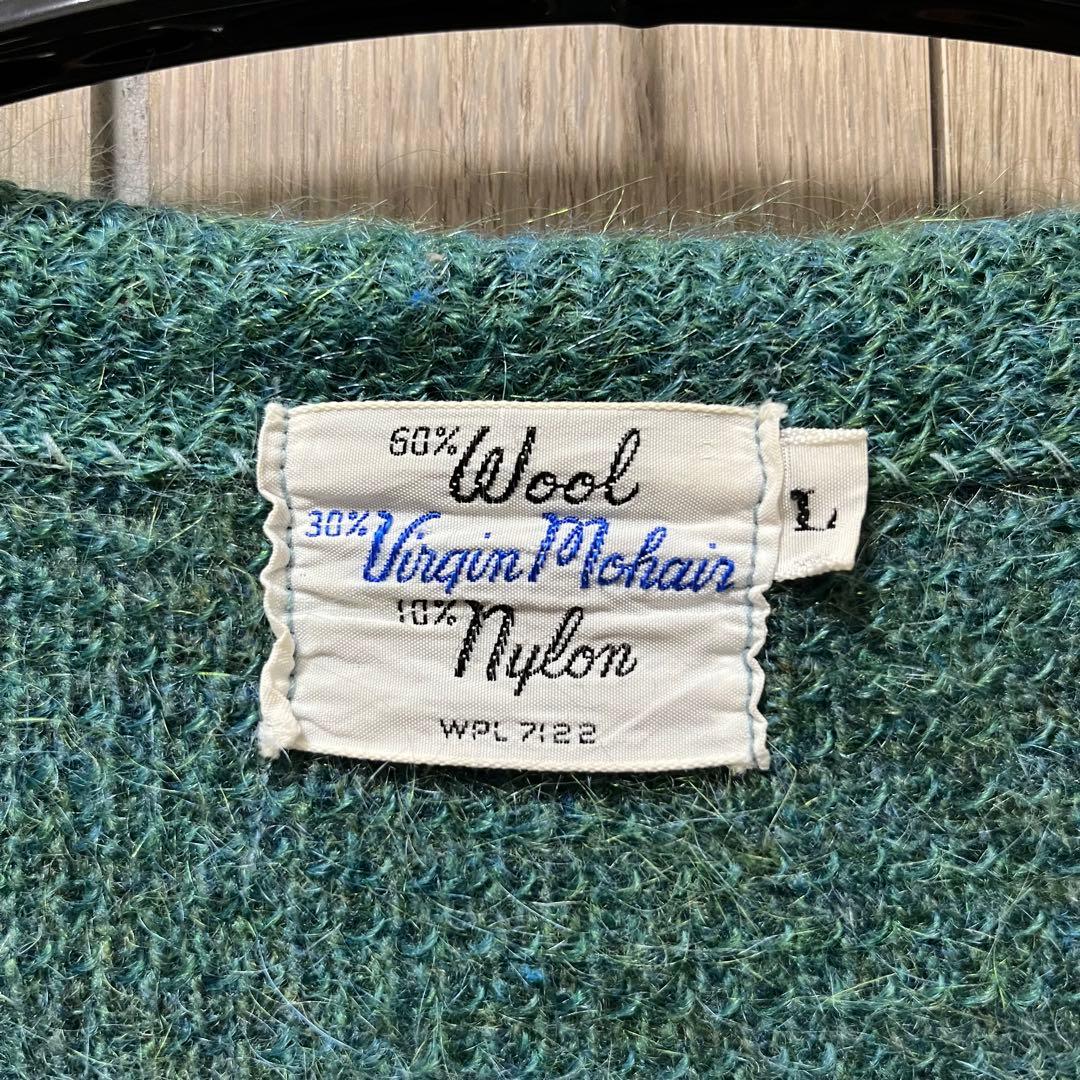 60% Wool
30% Virgin Mohair
L
10% Nylon
WPL 7122